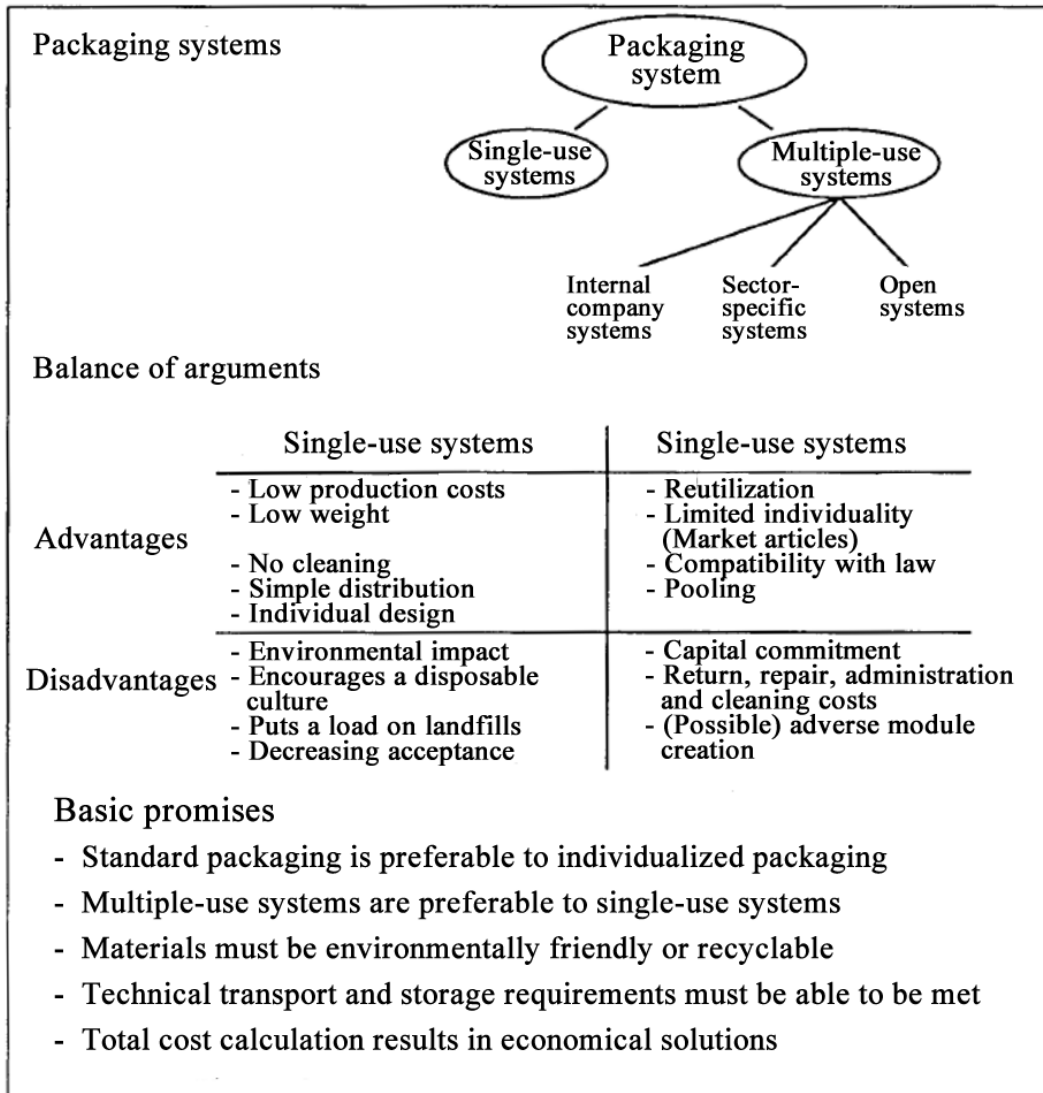 Packaging systems
Packaging
system
Single-use
systems
Multiple-use
systems
Internal
company
systems
Sector-
specific
systems
Open
systems
Balance of arguments
Single-use systems
Single-use systems
Advantages
- Low production costs
- Low weight
- No cleaning
- Simple distribution
- Individual design
- Reutilization
- Limited individuality
(Market articles)
- Compatibility with law
- Pooling
Disadvantages
- Environmental impact
- Encourages a disposable
culture
- Puts a load on landfills
- Decreasing acceptance
- Capital commitment
- Return, repair, administration
and cleaning costs
- (Possible) adverse module
creation
Basic promises
- Standard packaging is preferable to individualized packaging
- Multiple-use systems are preferable to single-use systems
- Materials must be environmentally friendly or recyclable
- Technical transport and storage requirements must be able to be met
- Total cost calculation results in economical solutions